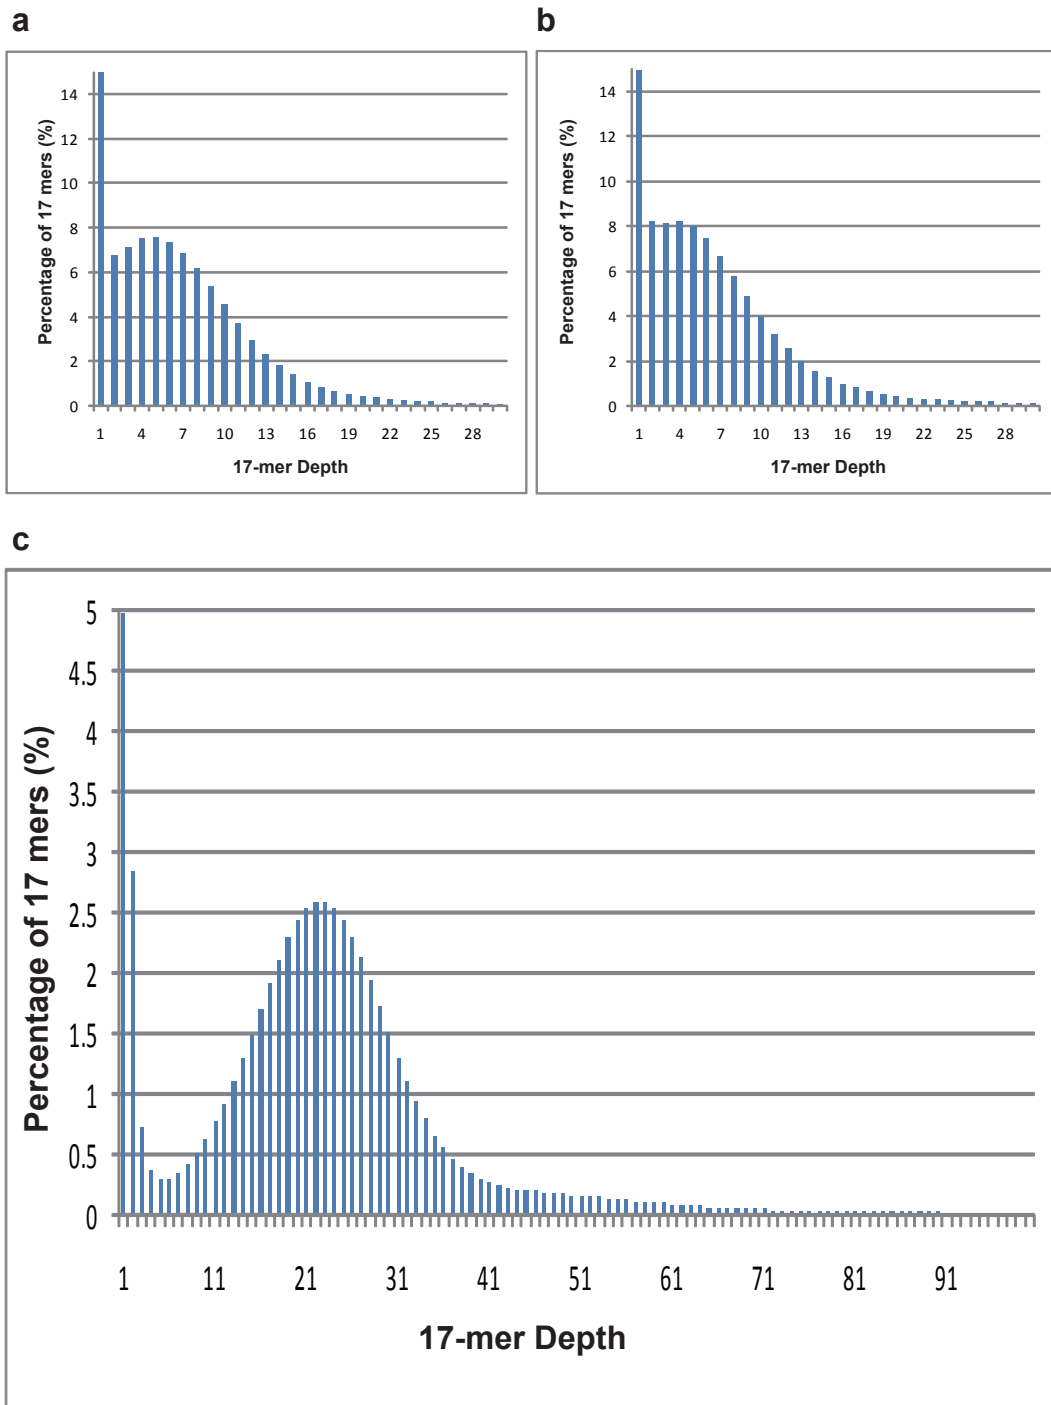 a
Percentage of 17 mers (%)
14
12
10
8
6
4
2
0
1 4 7 10 13 16 19 22 25 28
17-mer Depth
b
Percentage of 17 mers (%)
14
12
10
8
6
4
2
0
1 4 7 10 13 16 19 22 25 28
17-mer Depth
c
Percentage of 17 mers (%)
5
4.5
4
3.5
3
2.5
2
1.5
1
0.5
0
1 11 21 31 41 51 61 71 81 91
17-mer Depth